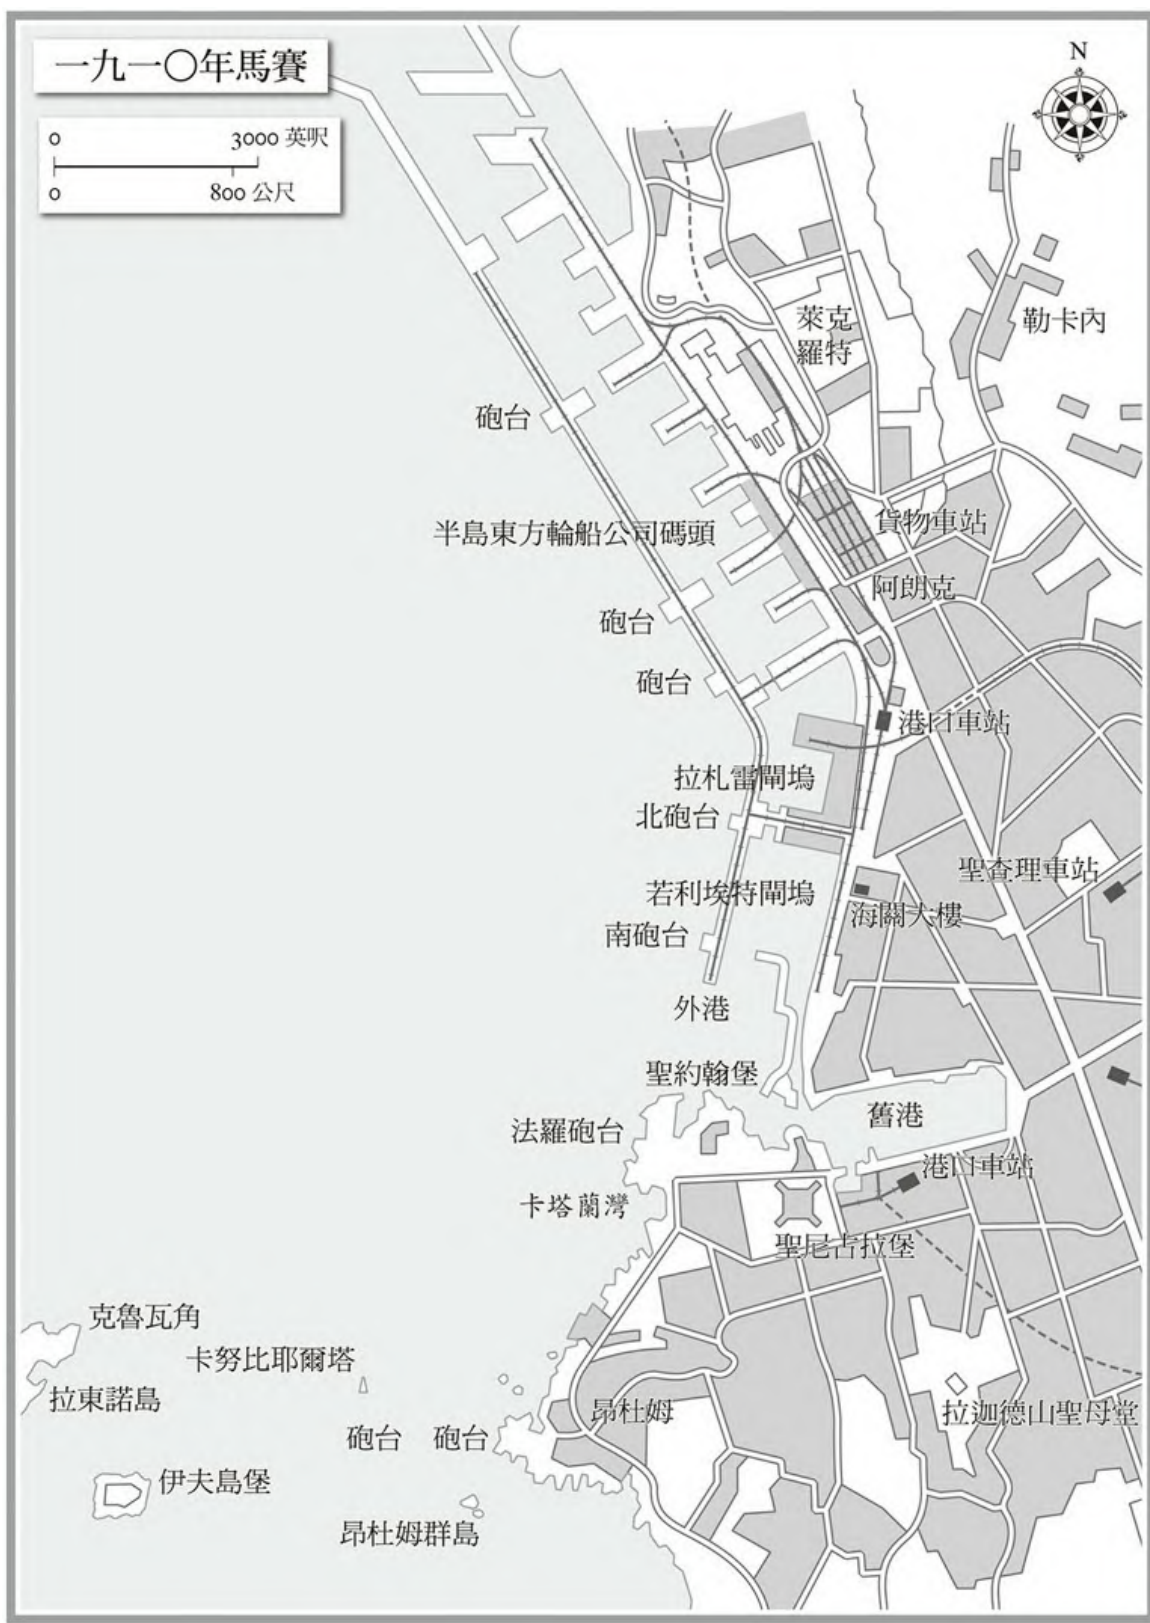 一九一〇年馬賽
N
0 3000 英呎
0 800 公尺
萊克
羅特
勒卡內
砲台
貨物車站
半島東方輪船公司碼頭
阿朗克
砲台
砲台
港口車站
拉札雷閘塢
北砲台
聖查理車站
若利埃特閘塢
海關大樓
南砲台
外港
聖約翰堡
舊港
法羅砲台
港口車站
卡塔蘭灣
聖尼古拉堡
克魯瓦角
卡努比耶爾塔
拉東諾島
昂杜姆
拉迦德山聖母堂
砲台
砲台
伊夫島堡
昂杜姆群島